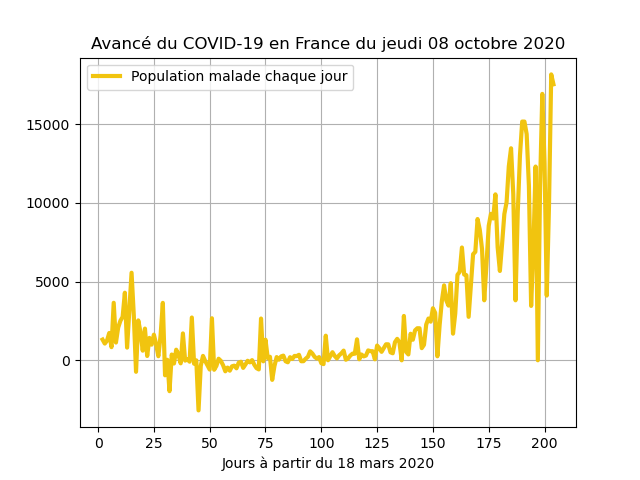 Avancé du COVID-19 en France du jeudi 08 octobre 2020
Population malade chaque jour
15000
10000
5000
0
0 25 50 75 100 125 150 175 200
Jours à partir du 18 mars 2020